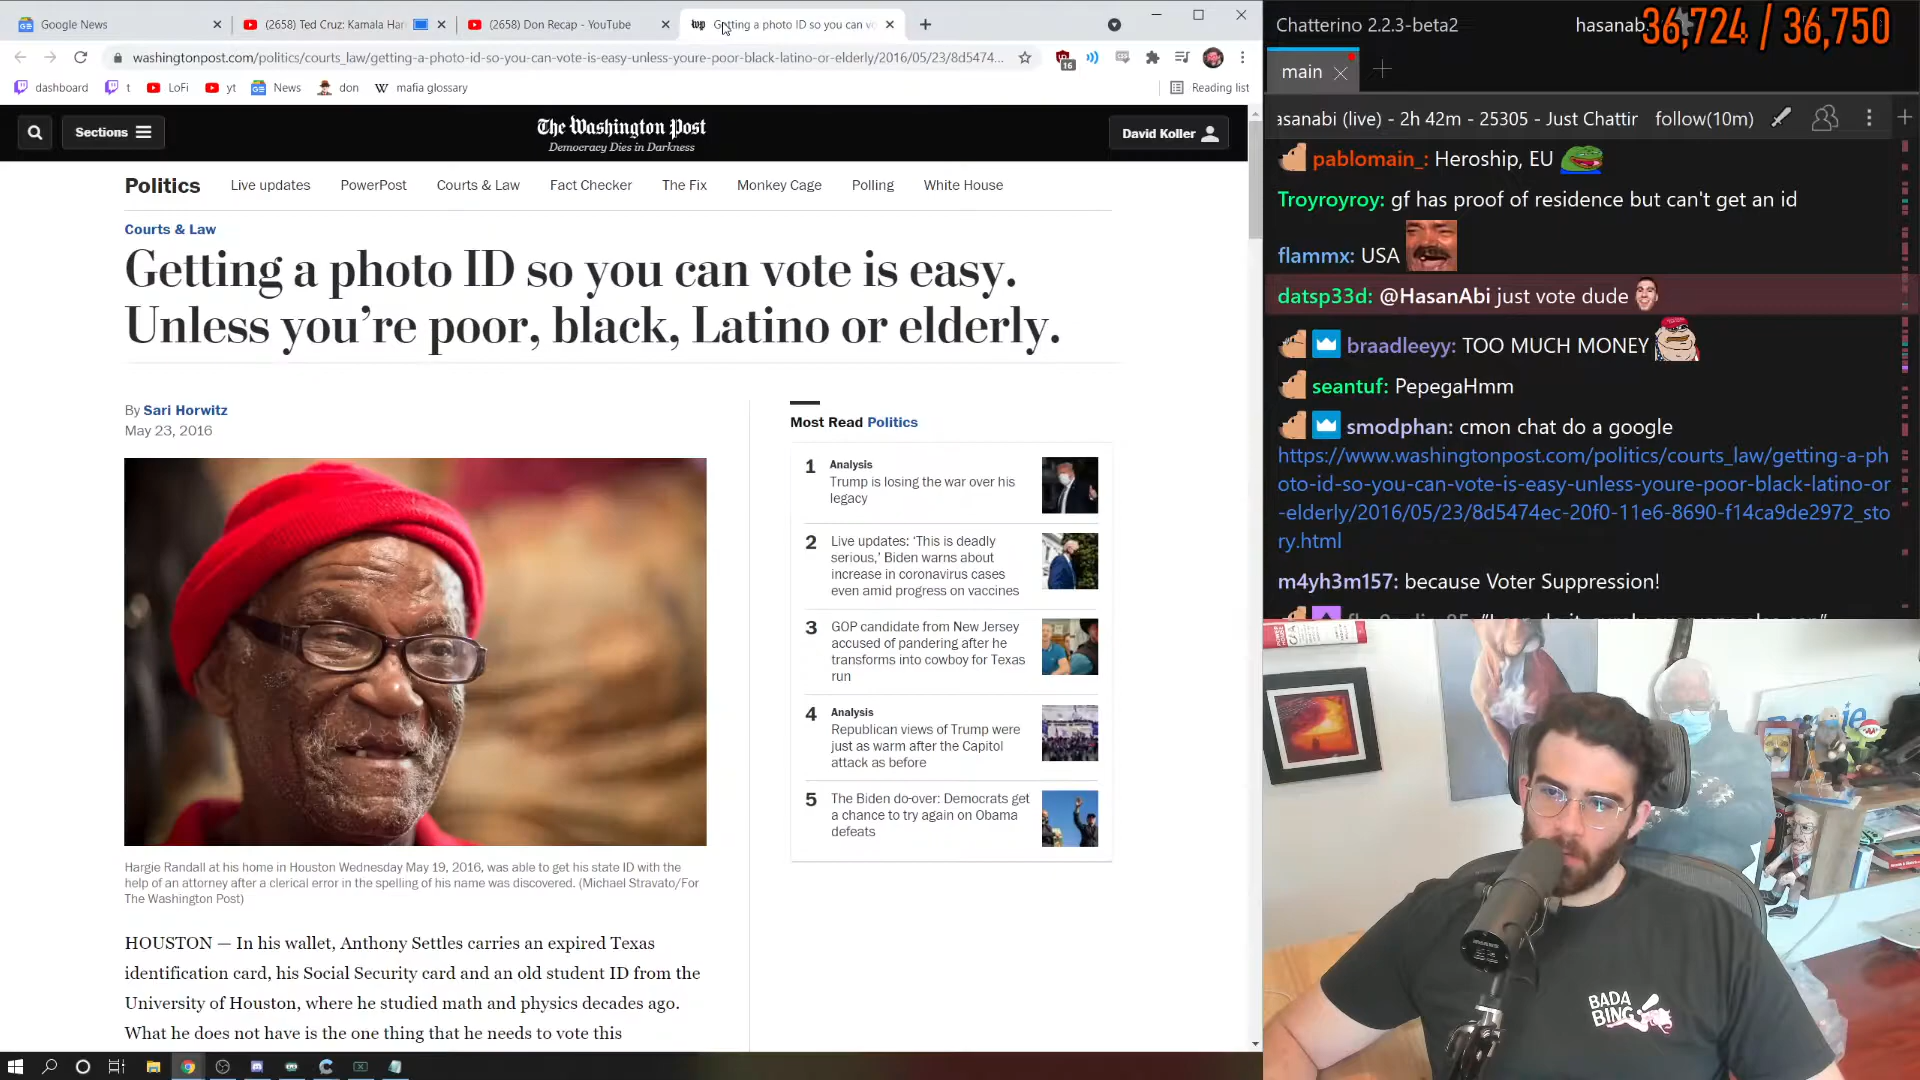 Google News
(2658) Ted Cruz: Kamala Har
(2658) Don Recap - YouTube
Getting a photo ID so you can vo
washingtonpost.com/politics/courts_law/getting-a-photo-id-so-you-can-vote-is-easy-unless-youre-poor-black-latino-or-elderly/2016/05/23/8d5474...
16
dashboard
t
LoFi
yt
News
don
mafia glossary
Reading list
Sections
The Washington Post
Democracy Dies in Darkness
David Koller
Politics
Live updates
PowerPost
Courts & Law
Fact Checker
The Fix
Monkey Cage
Polling
White House
Courts & Law
Getting a photo ID so you can vote is easy.
Unless you’re poor, black, Latino or elderly.
By Sari Horwitz
May 23, 2016
Hargie Randall at his home in Houston Wednesday May 19, 2016, was able to get his state ID with the
help of an attorney after a clerical error in the spelling of his name was discovered. (Michael Stravato/For
The Washington Post)
HOUSTON — In his wallet, Anthony Settles carries an expired Texas
identification card, his Social Security card and an old student ID from the
University of Houston, where he studied math and physics decades ago.
What he does not have is the one thing that he needs to vote this
Most Read Politics
1
Analysis
Trump is losing the war over his
legacy
2
Live updates: ‘This is deadly
serious,’ Biden warns about
increase in coronavirus cases
even amid progress on vaccines
3
GOP candidate from New Jersey
accused of pandering after he
transforms into cowboy for Texas
run
4
Analysis
Republican views of Trump were
just as warm after the Capitol
attack as before
5
The Biden do-over: Democrats get
a chance to try again on Obama
defeats
Chatterino 2.2.3-beta2
hasanab
36,724 / 36,750
main
asanabi (live) - 2h 42m - 25305 - Just Chattir
follow(10m)
pablomain_: Heroship, EU
Troyroyroy: gf has proof of residence but can't get an id
flammx: USA
datsp33d: @HasanAbi just vote dude
braadleeyy: TOO MUCH MONEY
seantuf: PepegaHmm
smodphan: cmon chat do a google
https://www.washingtonpost.com/politics/courts_law/getting-a-ph
oto-id-so-you-can-vote-is-easy-unless-youre-poor-black-latino-or
-elderly/2016/05/23/8d5474ec-20f0-11e6-8690-f14ca9de2972_sto
ry.html
m4yh3m157: because Voter Suppression!
BADA
BING